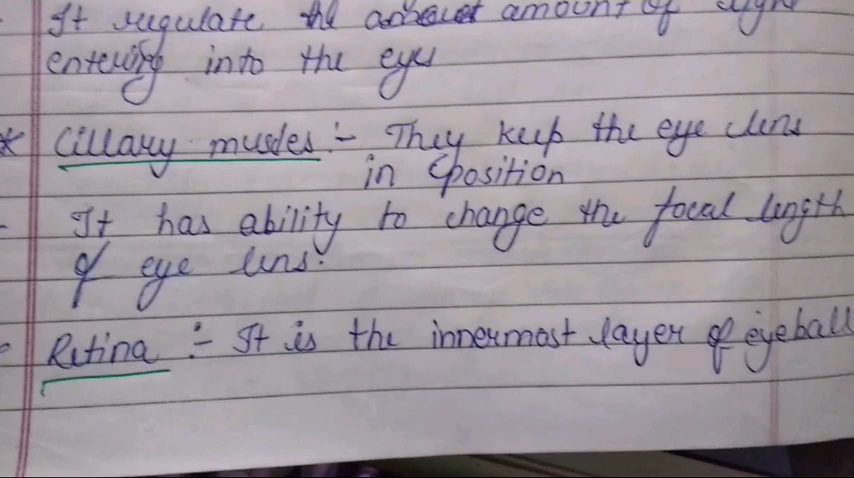 It regulate the amount of light
entering into the eyes
* Cillary muscles :- They keep the eye lens
in position
- It has ability to change the focal length
of eye lens.
Retina :- It is the innermost layer of eyeball